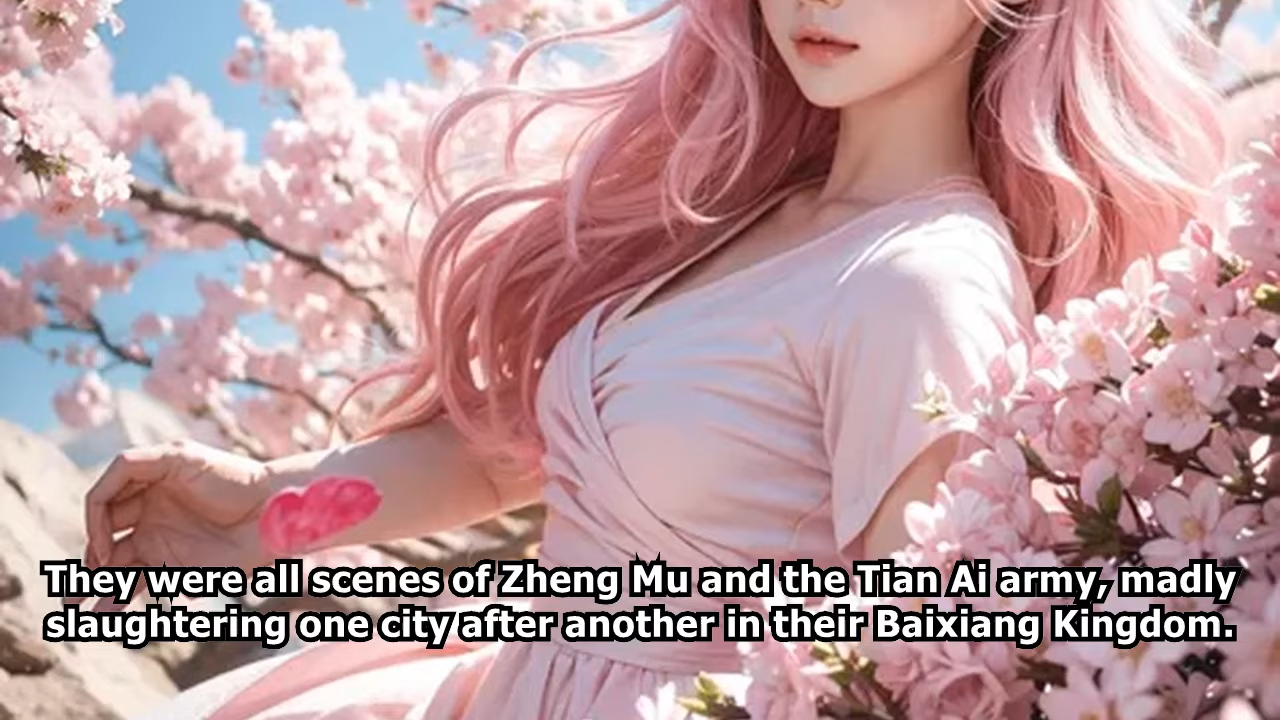 They were all scenes of Zheng Mu and the Tian Ai army, madly
slaughtering one city after another in their Baixiang Kingdom.